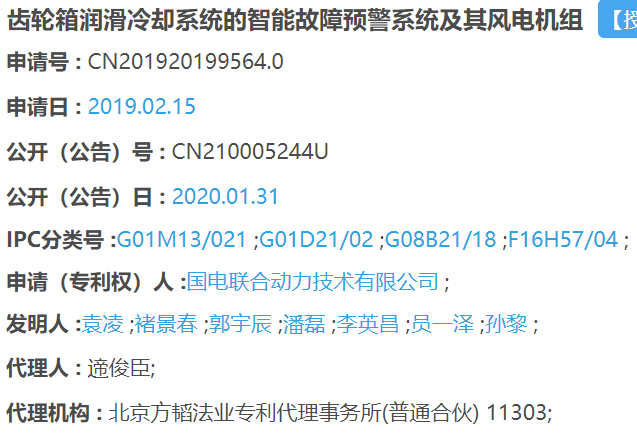 齿轮箱润滑冷却系统的智能故障预警系统及其风电机组 【授
申请号 : CN201920199564.0
申请日 : 2019.02.15
公开（公告）号 : CN210005244U
公开（公告）日 : 2020.01.31
IPC分类号 :G01M13/021 ;G01D21/02 ;G08B21/18 ;F16H57/04 ;
申请（专利权）人 :国电联合动力技术有限公司 ;
发明人 :袁凌 ;褚景春 ;郭宇辰 ;潘磊 ;李英昌 ;员一泽 ;孙黎 ;
代理人 : 遆俊臣;
代理机构 : 北京方韬法业专利代理事务所(普通合伙) 11303;